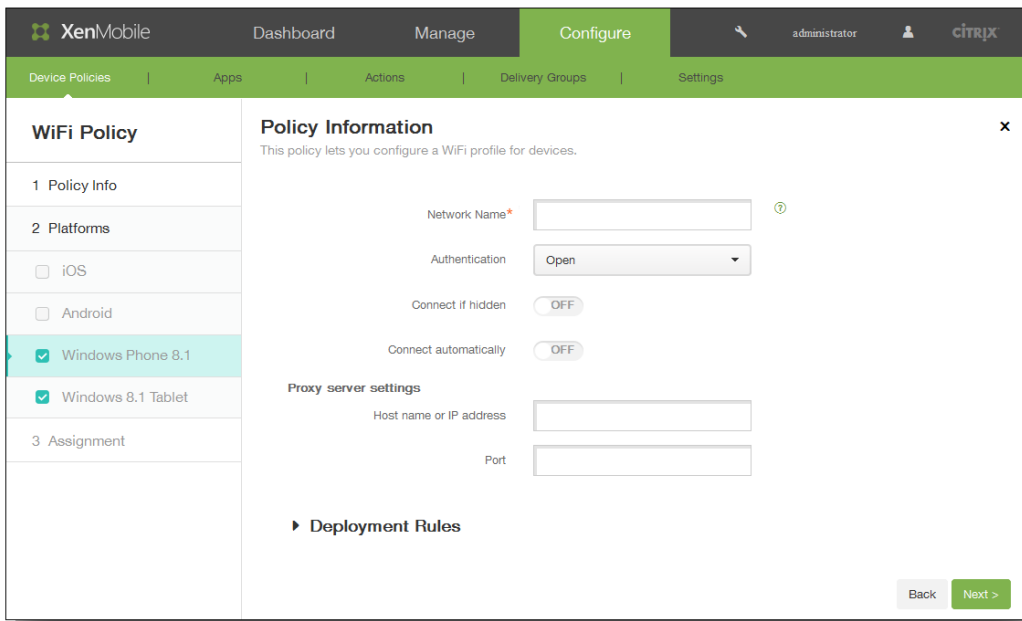 XenMobile Dashboard Manage Configure administrator CİTRIX
Device Policies | Apps | Actions | Delivery Groups | Settings
WiFi Policy
1 Policy Info
2 Platforms
iOS
Android
Windows Phone 8.1
Windows 8.1 Tablet
3 Assignment
Policy Information
This policy lets you configure a WiFi profile for devices.
x
Network Name*
?
Authentication Open
Connect if hidden OFF
Connect automatically OFF
Proxy server settings
Host name or IP address
Port
Deployment Rules
Back Next >